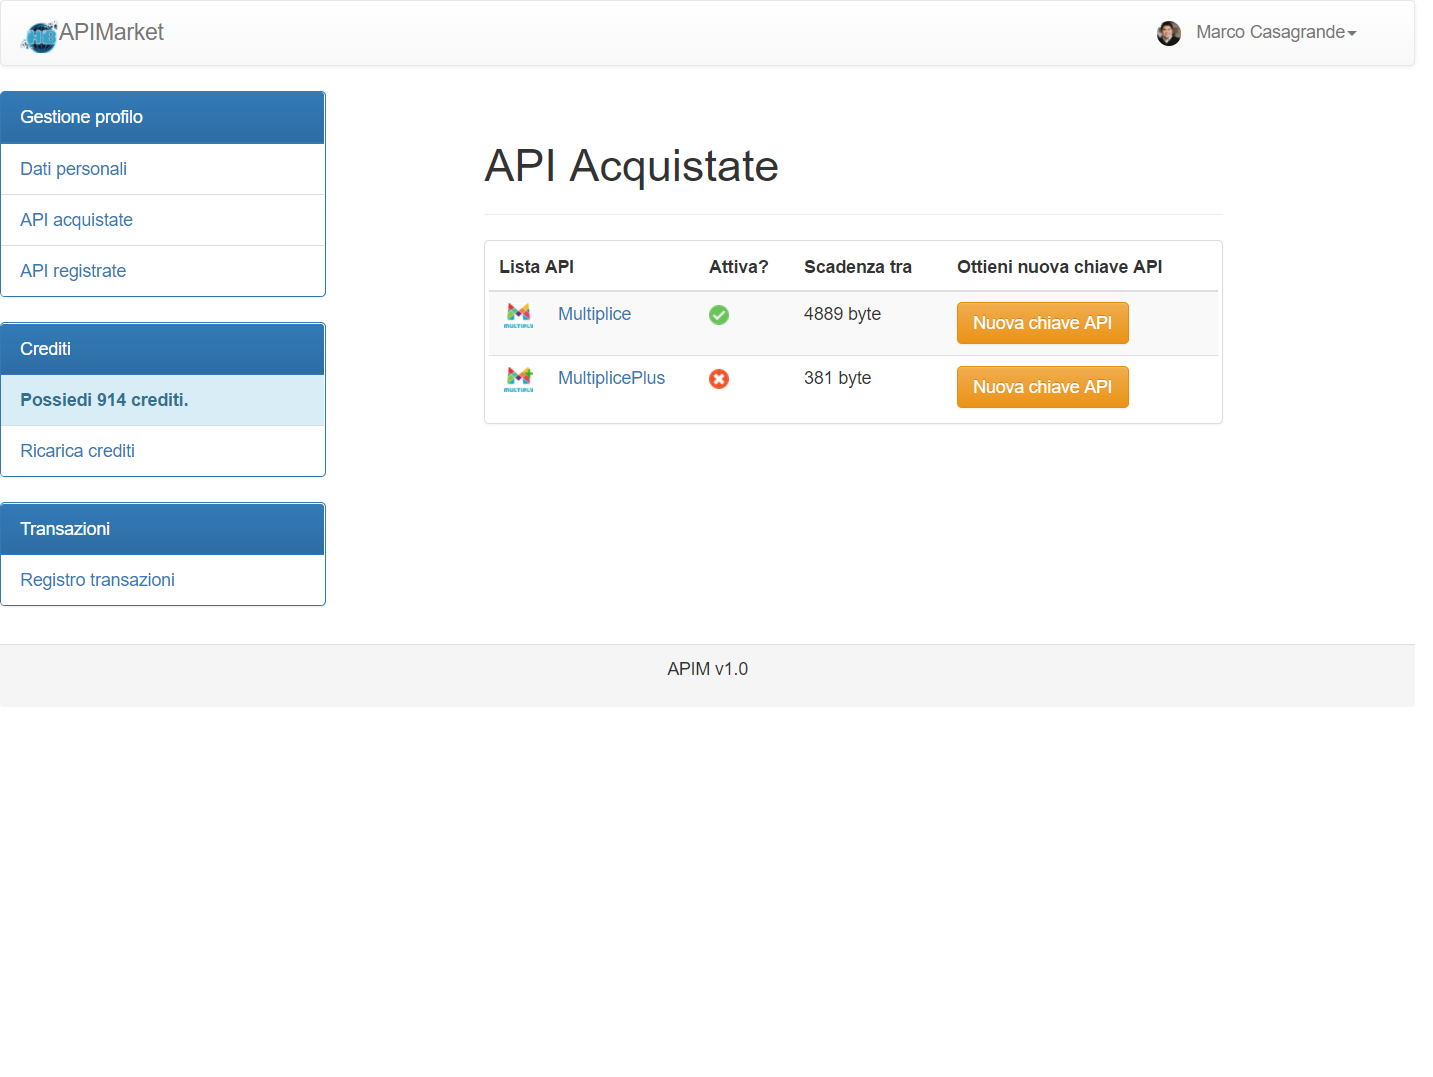 APIMarket
Marco Casagrande
Gestione profilo
Dati personali
API acquistate
API registrate
Crediti
Possiedi 914 crediti.
Ricarica crediti
Transazioni
Registro transazioni
API Acquistate
Lista API Attiva? Scadenza tra Ottieni nuova chiave API
MULTIPLY Multiplice 4889 byte Nuova chiave API
MULTIPLY MultiplicePlus 381 byte Nuova chiave API
APIM v1.0